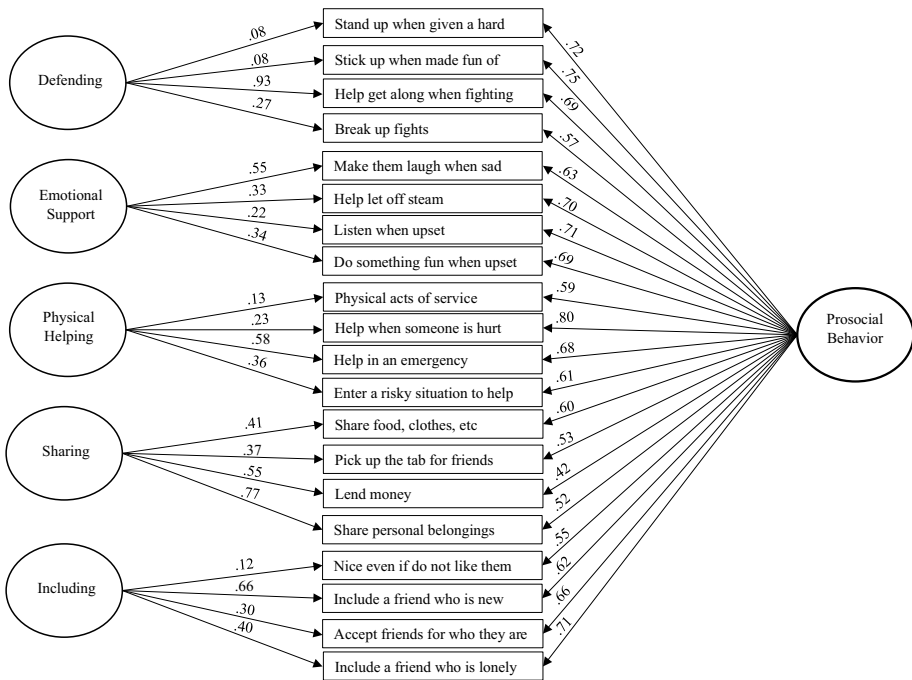 Defending
Emotional
Support
Physical
Helping
Sharing
Including
.08
.08
.93
.27
.55
.33
.22
.34
.13
.23
.58
.36
.41
.37
.55
.77
.12
.66
.30
.40
Stand up when given a hard
Stick up when made fun of
Help get along when fighting
Break up fights
Make them laugh when sad
Help let off steam
Listen when upset
Do something fun when upset
Physical acts of service
Help when someone is hurt
Help in an emergency
Enter a risky situation to help
Share food, clothes, etc
Pick up the tab for friends
Lend money
Share personal belongings
Nice even if do not like them
Include a friend who is new
Accept friends for who they are
Include a friend who is lonely
.72
.75
.69
.57
.63
.70
.71
.69
.59
.80
.68
.61
.60
.53
.42
.52
.55
.62
.66
.71
Prosocial
Behavior